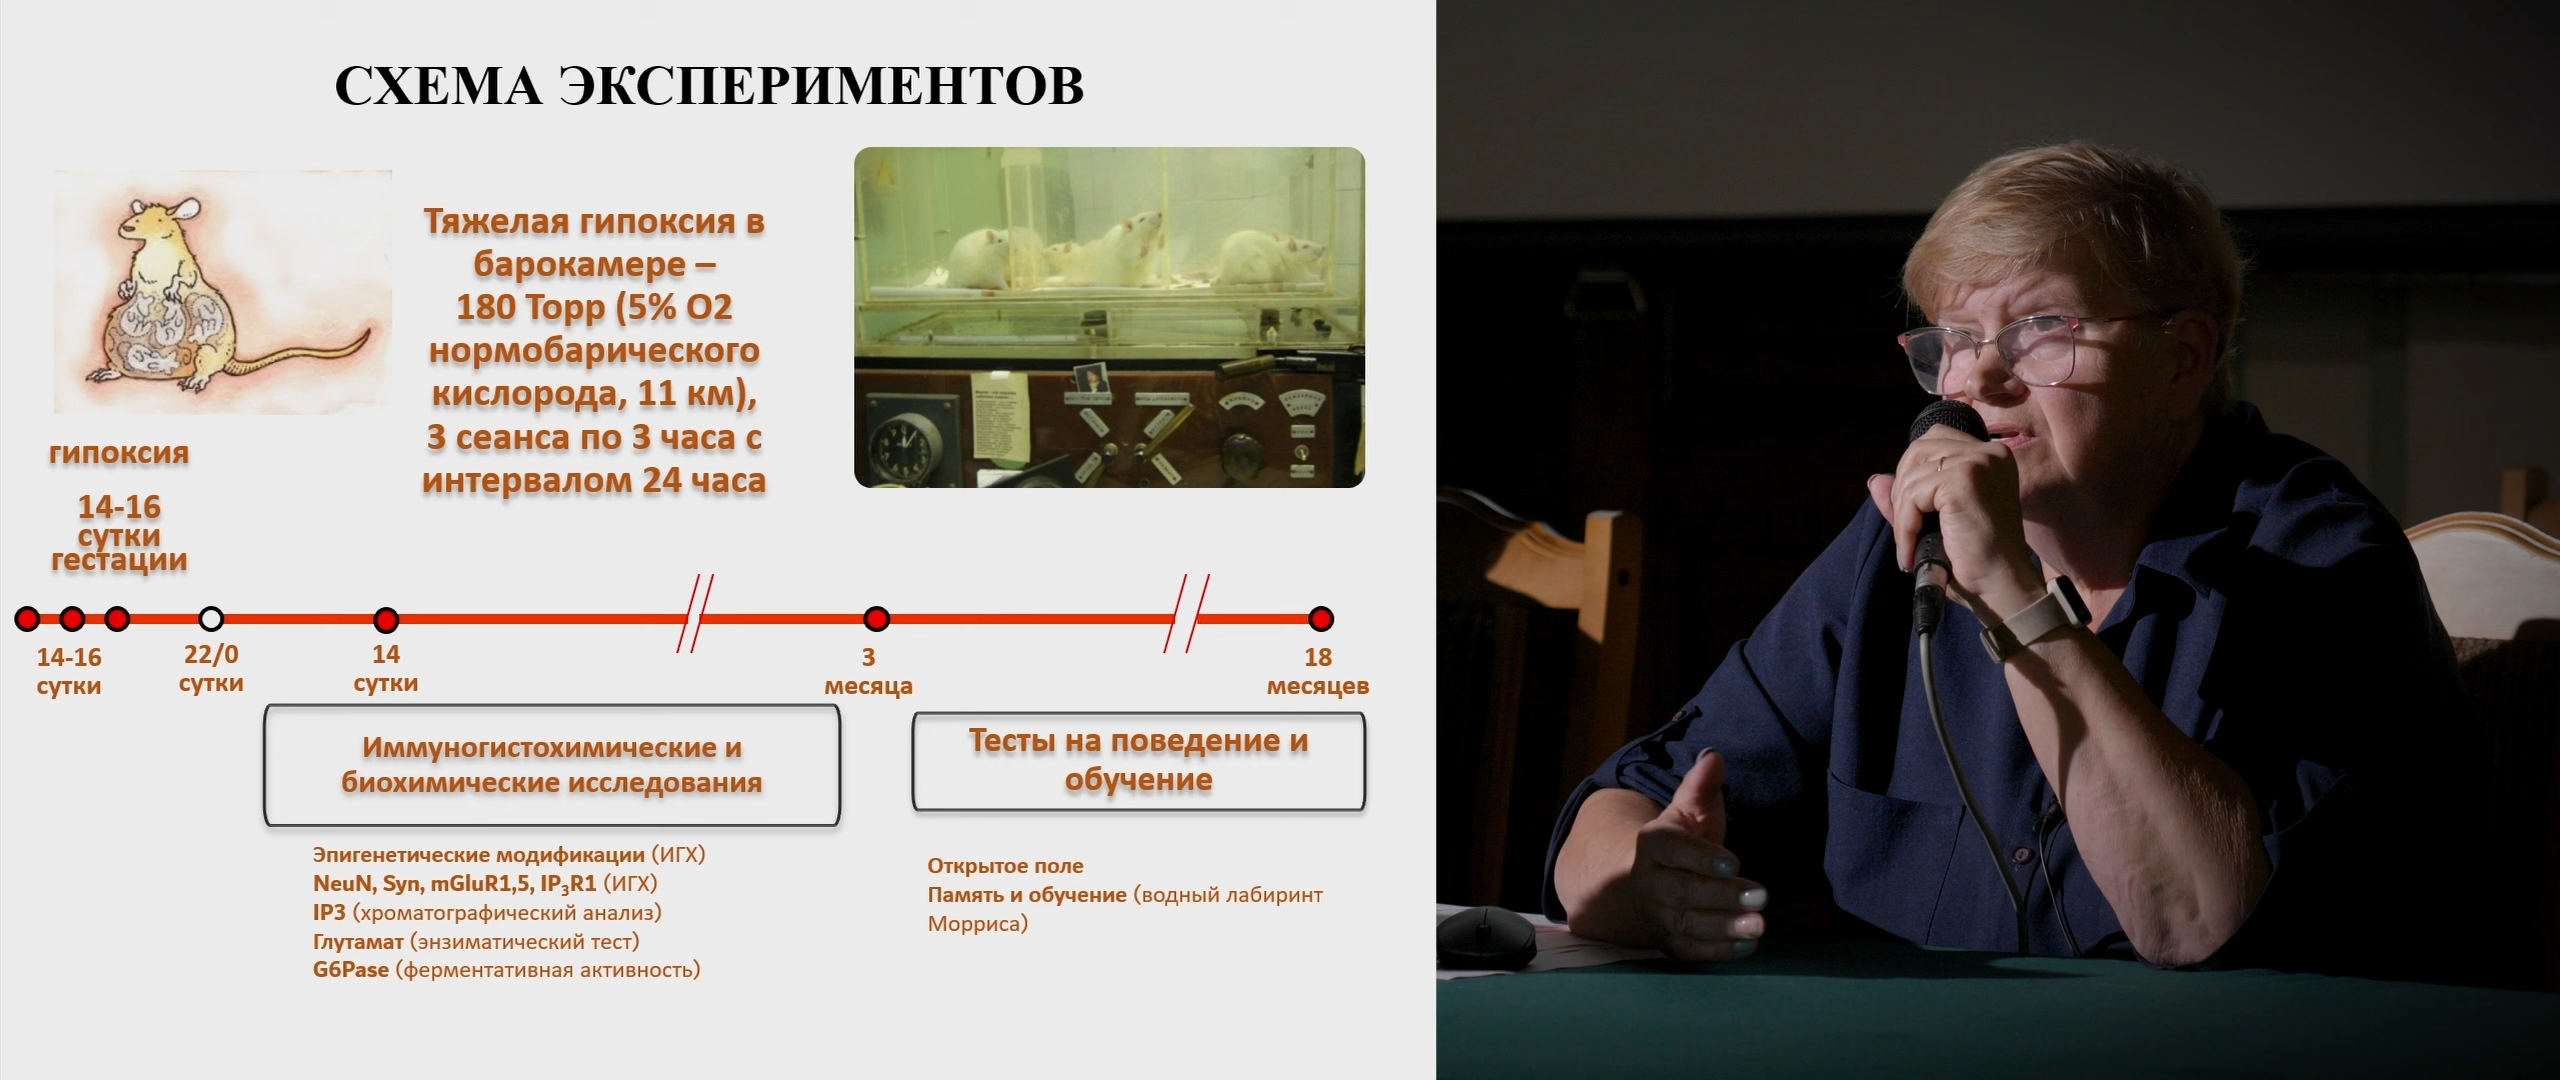 СХЕМА ЭКСПЕРИМЕНТОВ
Тяжелая гипоксия в
барокамере –
180 Торр (5% О2
нормобарического
кислорода, 11 км),
3 сеанса по 3 часа с
интервалом 24 часа
гипоксия
14-16
сутки
гестации
14-16
сутки
22/0
сутки
14
сутки
3
месяца
18
месяцев
Иммуногистохимические и
биохимические исследования
Эпигенетические модификации (ИГХ)
NeuN, Syn, mGluR1,5, IP₃R1 (ИГХ)
IP3 (хроматографический анализ)
Глутамат (энзиматический тест)
G6Pase (ферментативная активность)
Тесты на поведение и
обучение
Открытое поле
Память и обучение (водный лабиринт
Морриса)